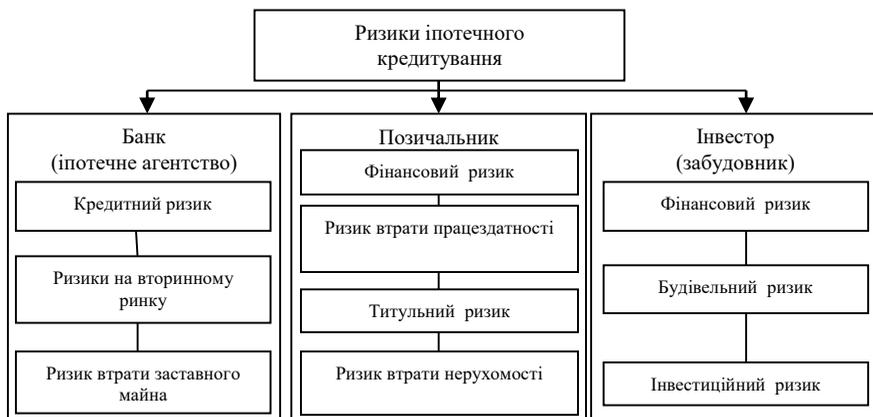 Ризики іпотечного
кредитування
Банк
(іпотечне агентство)
Кредитний ризик
Ризики на вторинному
ринку
Ризик втрати заставного
майна
Позичальник
Фінансовий ризик
Ризик втрати працездатності
Титульний ризик
Ризик втрати нерухомості
Інвестор
(забудовник)
Фінансовий ризик
Будівельний ризик
Інвестиційний ризик